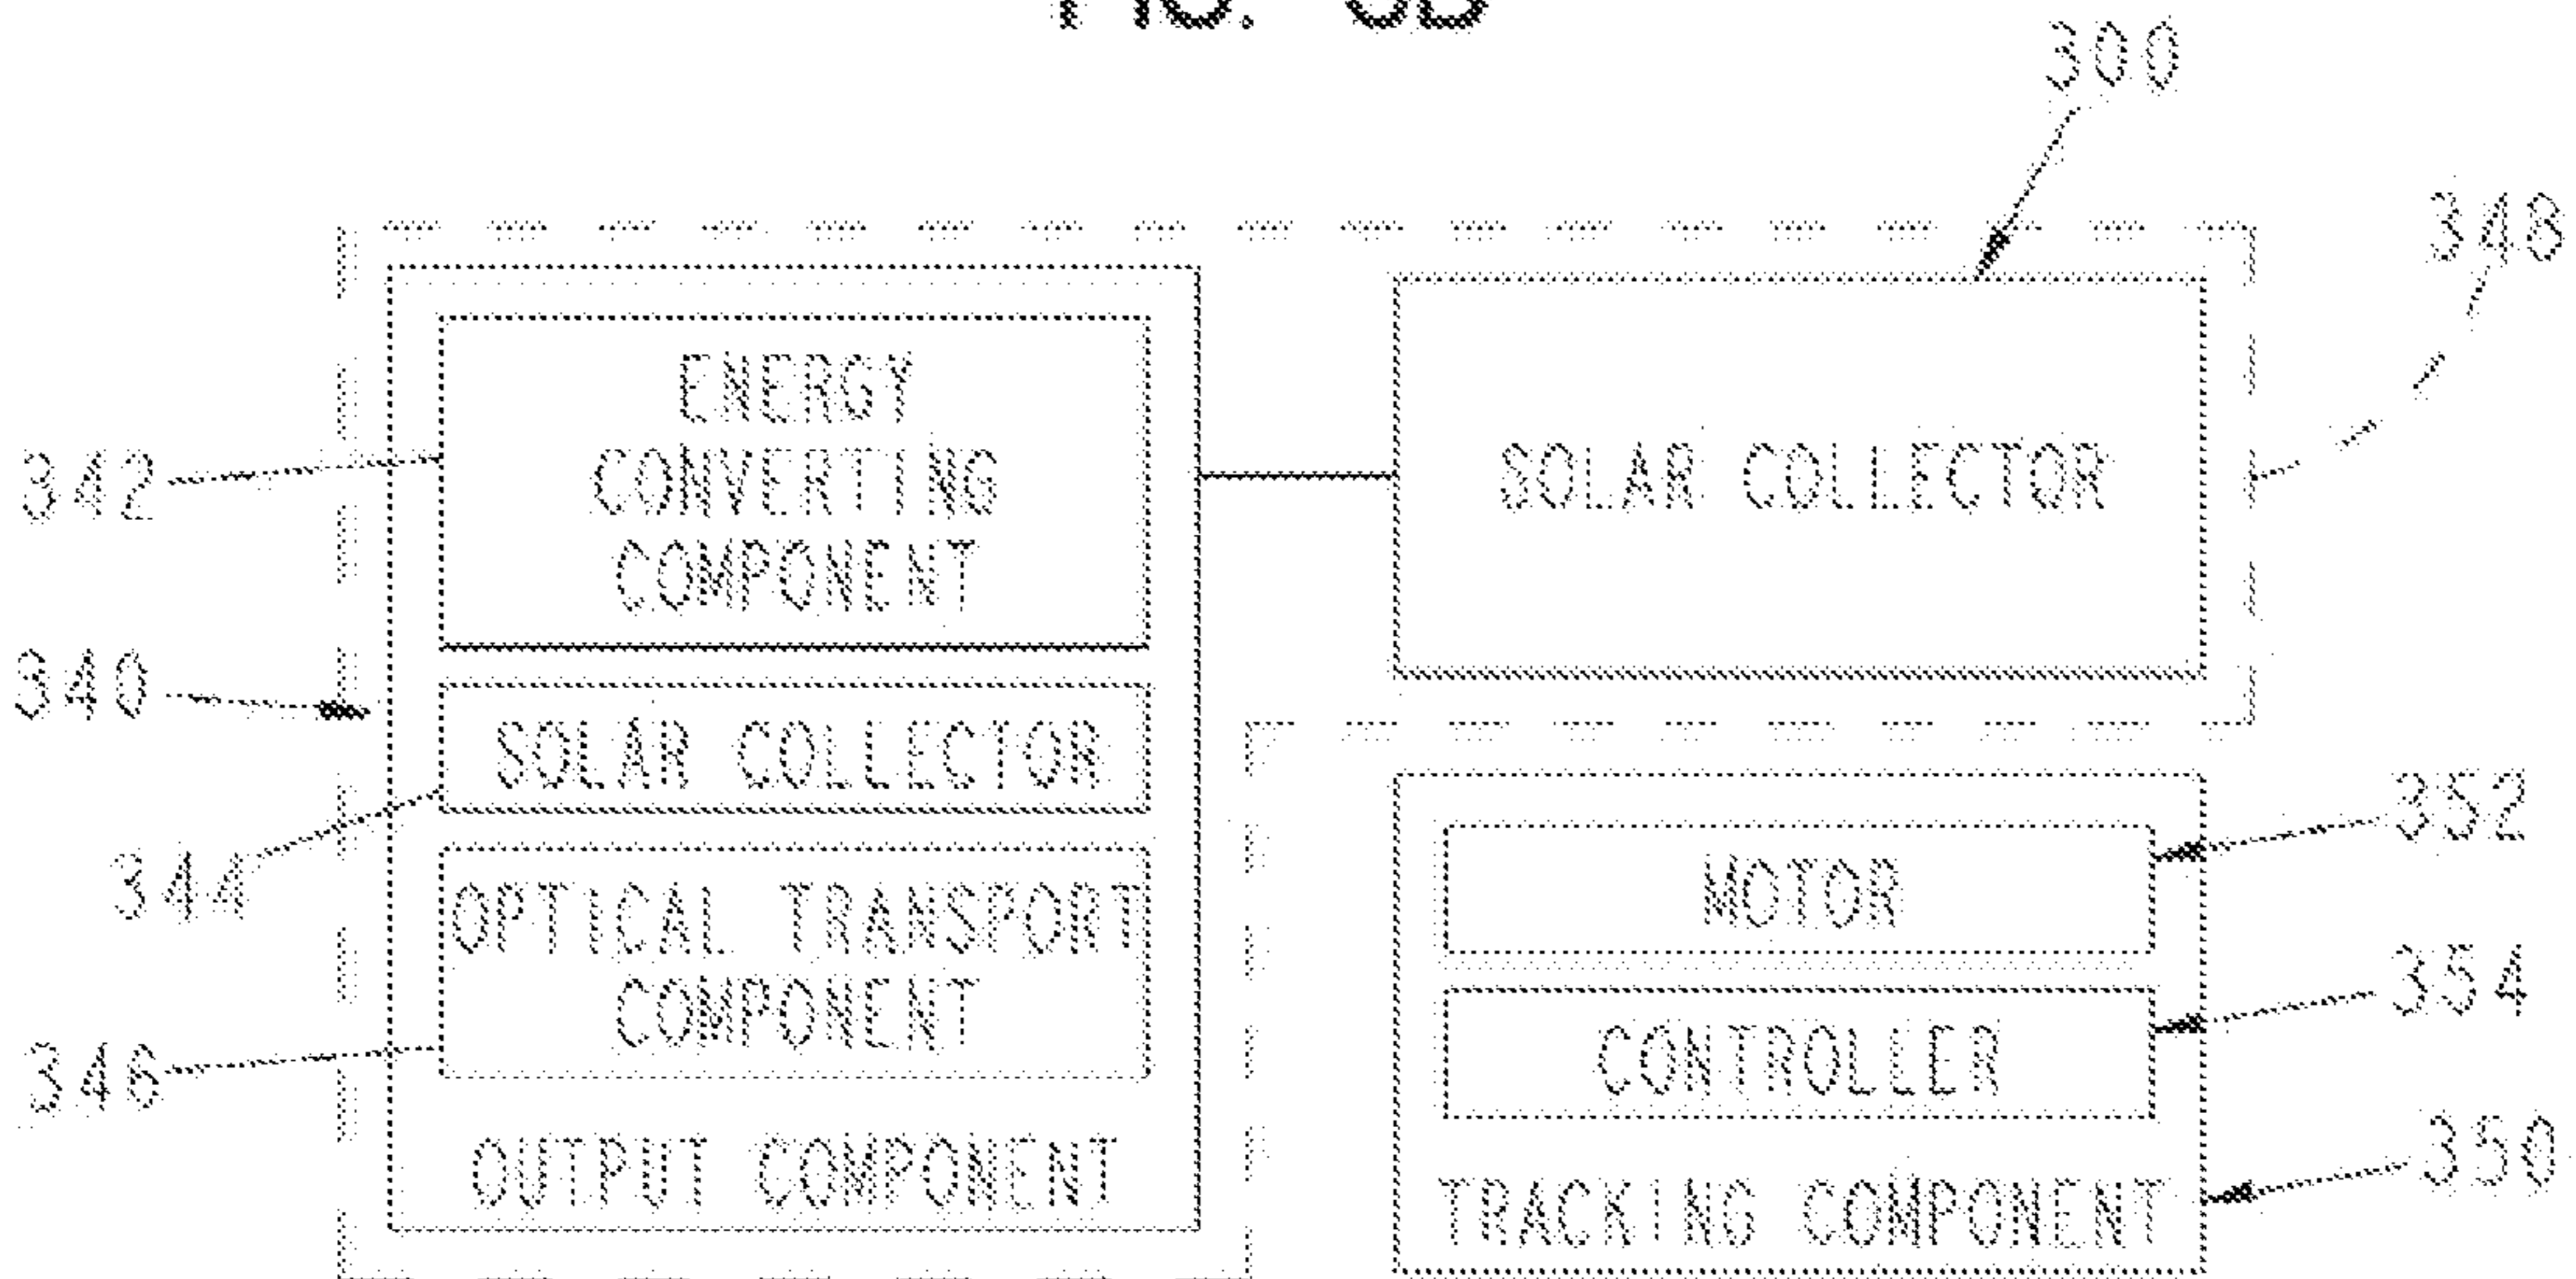 300
348
ENERGY
CONVERTING
COMPONENT
SOLAR COLLECTOR
342
340
SOLAR COLLECTOR
344
OPTICAL TRANSPORT
COMPONENT
346
OUTPUT COMPONENT
MOTOR
352
CONTROLLER
354
TRACKING COMPONENT
350